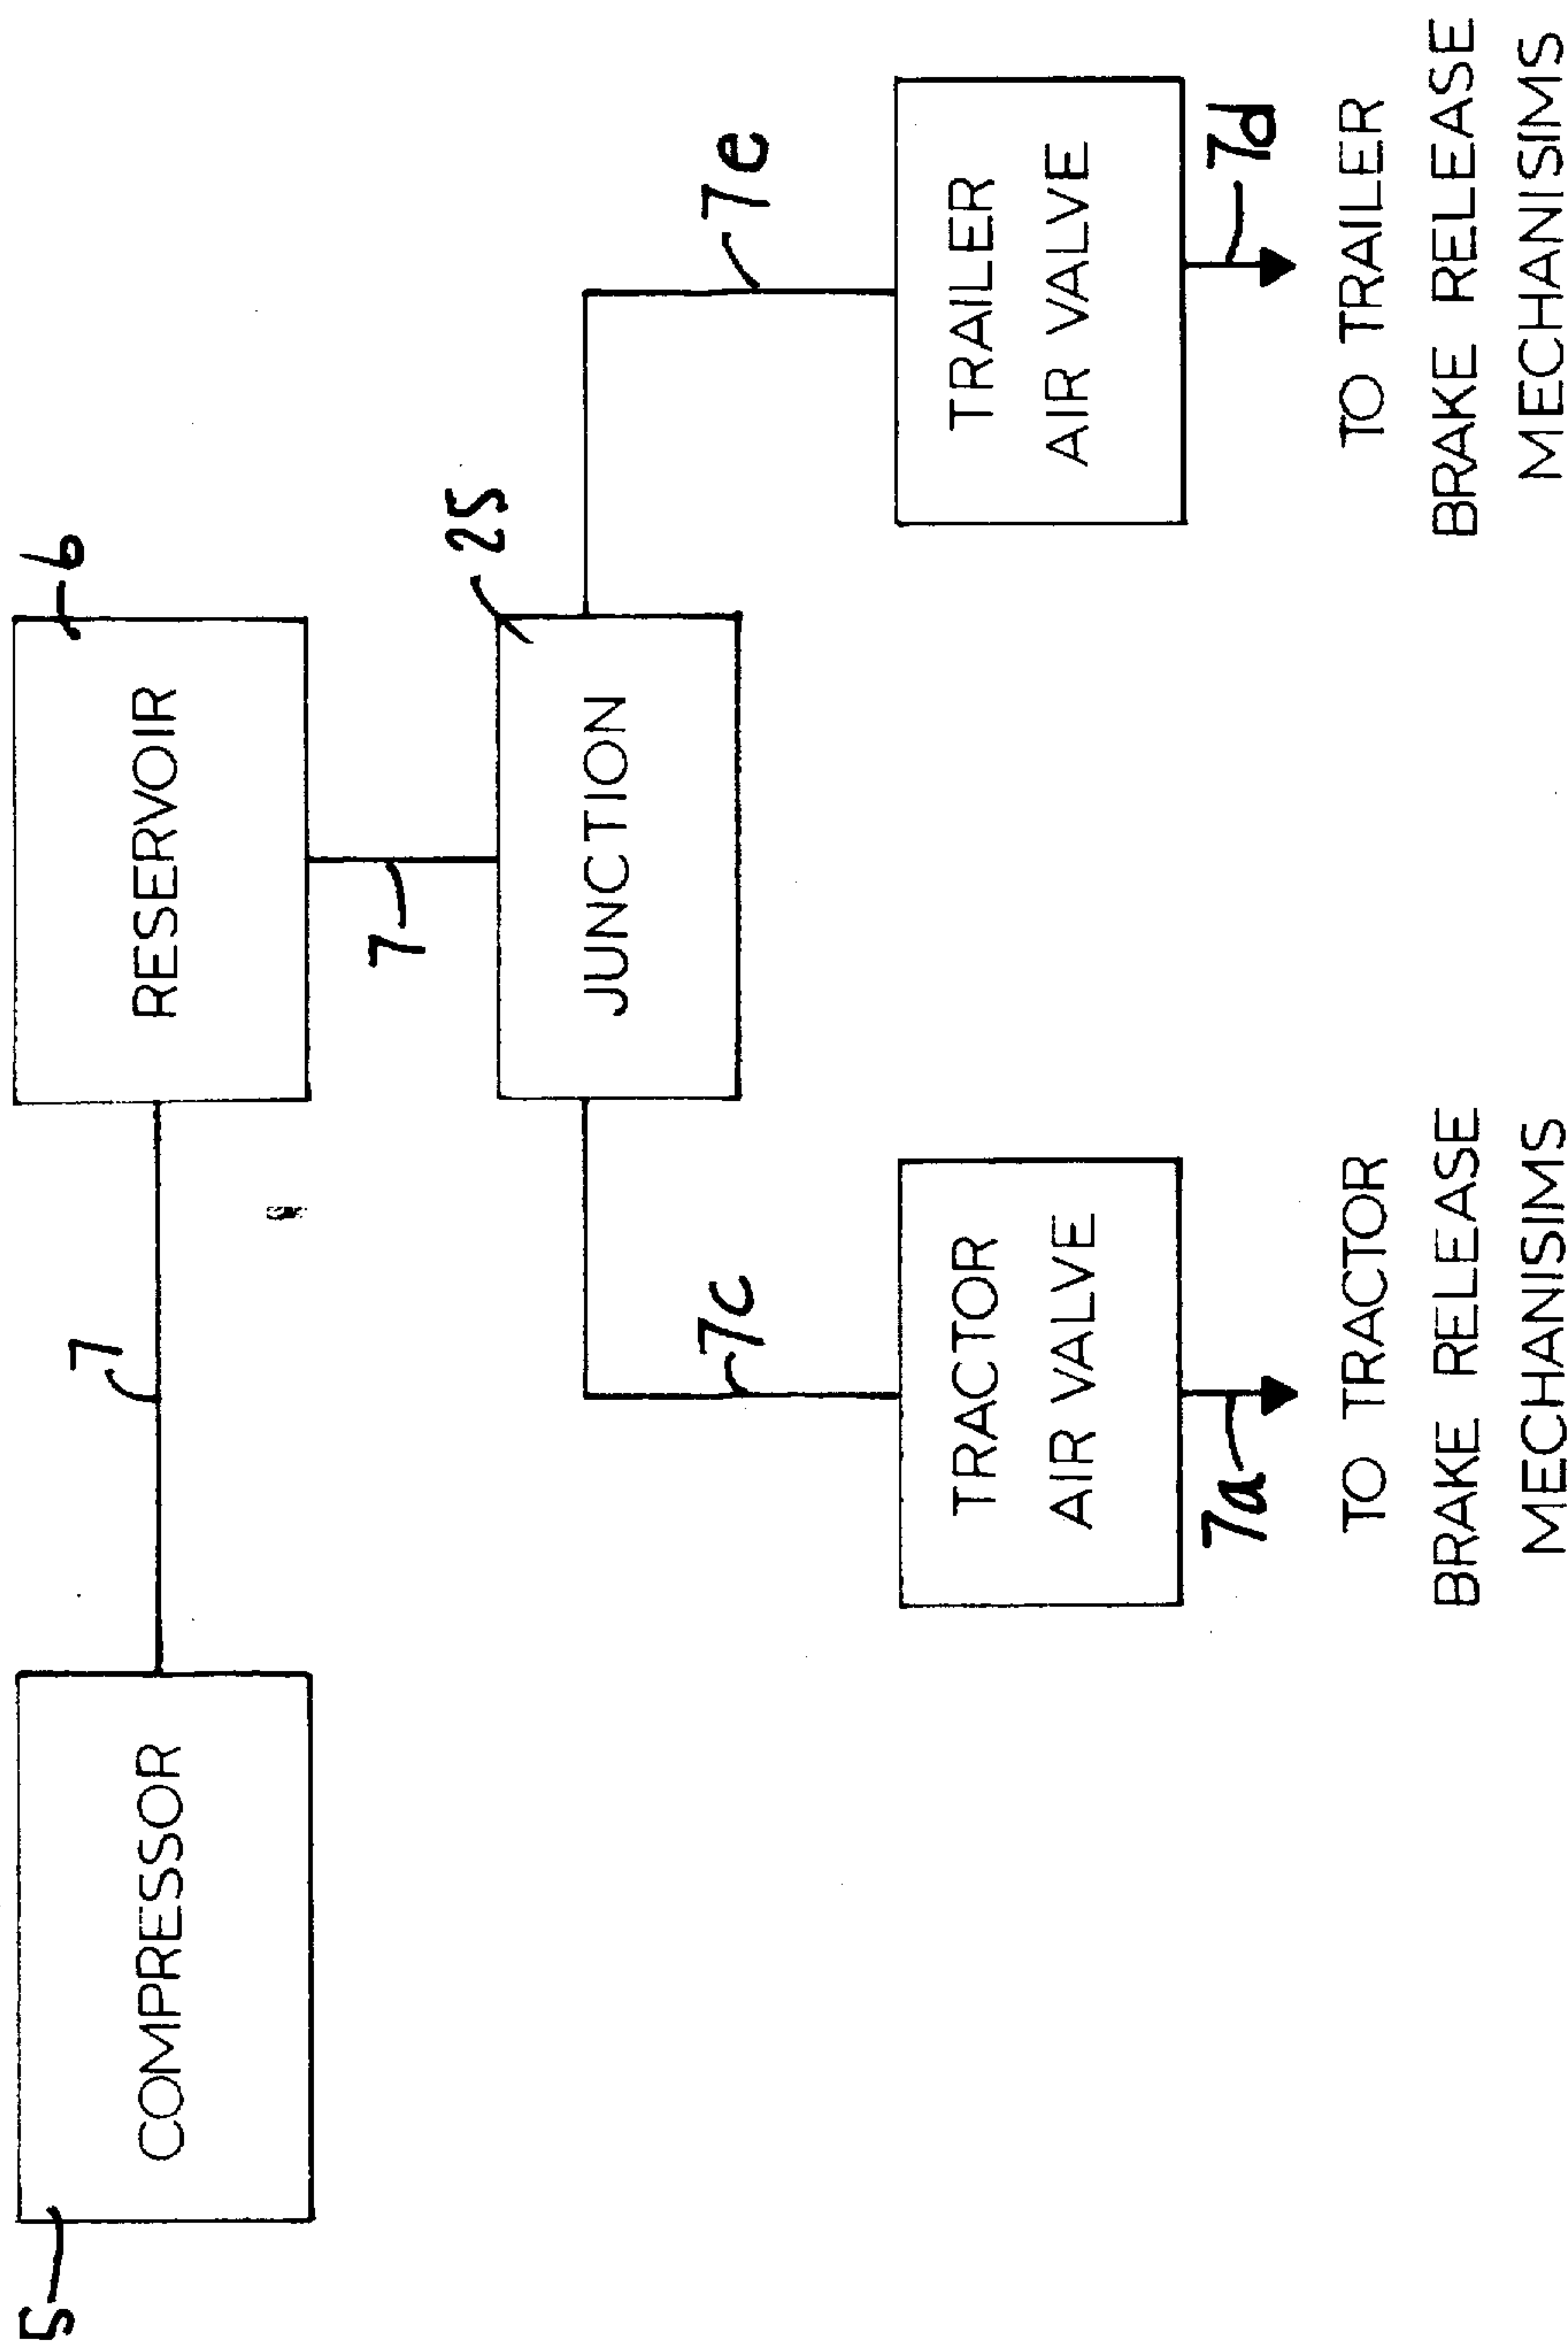 5
COMPRESSOR
7
RESERVOIR
6
7
JUNCTION
25
7c
7e
TRACTOR
AIR VALVE
TRAILER
AIR VALVE
7a
7d
TO TRACTOR
BRAKE RELEASE
MECHANISIMS
TO TRAILER
BRAKE RELEASE
MECHANISIMS